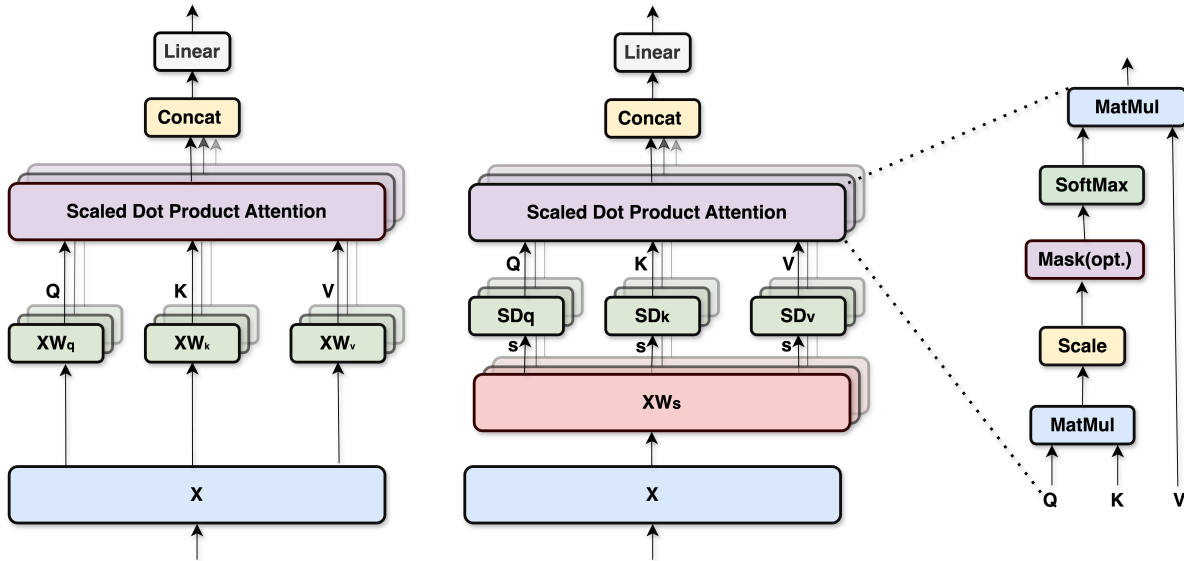 Linear
Concat
Scaled Dot Product Attention
Q
K
V
XWq
XWk
XWv
X
Linear
Concat
Scaled Dot Product Attention
Q
K
V
SDq
SDk
SDv
s
s
s
XWs
X
MatMul
SoftMax
Mask(opt.)
Scale
MatMul
Q
K
V